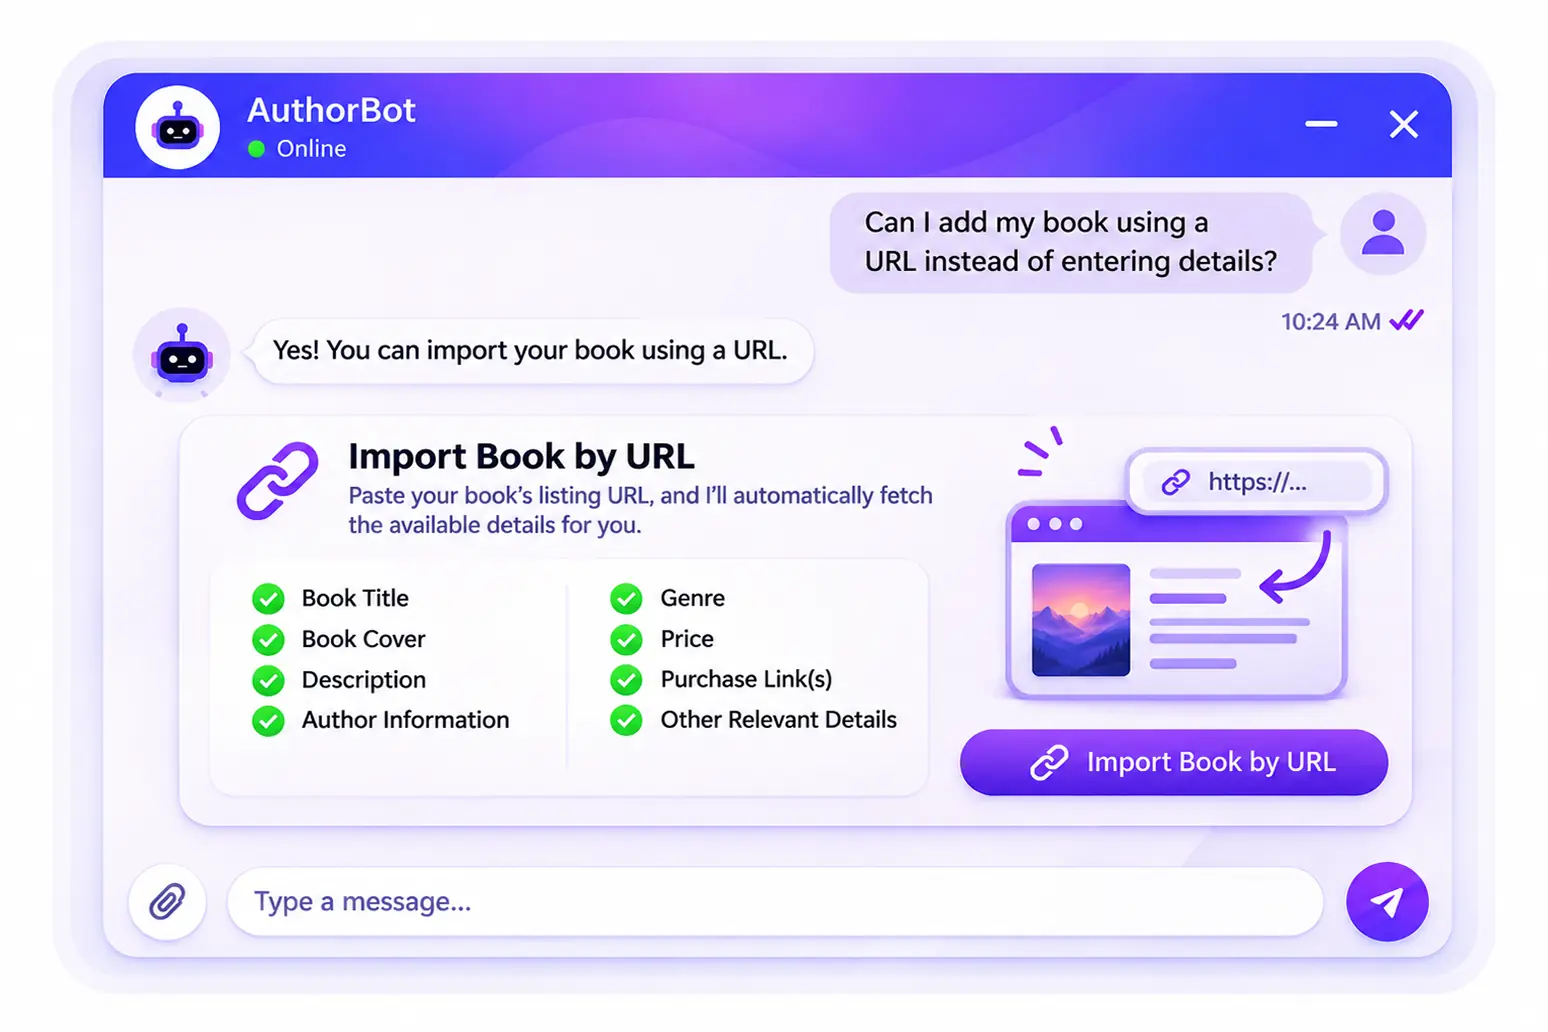 AuthorBot
Online
Can I add my book using a
URL instead of entering details?
10:24 AM
Yes! You can import your book using a URL.
Import Book by URL
Paste your book’s listing URL, and I’ll automatically fetch
the available details for you.
Book Title
Book Cover
Description
Author Information
Genre
Price
Purchase Link(s)
Other Relevant Details
https://...
Import Book by URL
Type a message...